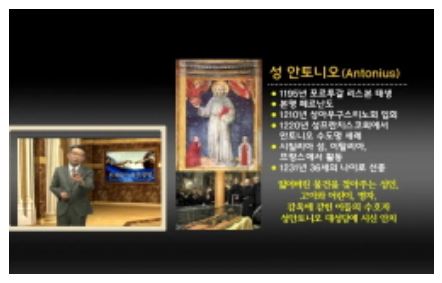 성 안토니오(Antonius)
1195년 포르투갈 리스본 태생
본명 페르난도
1210년 성아우구스티노회 입회
1220년 성프란치스코회에서
안토니오 수도명 세례
시칠리아 섬, 이탈리아,
프랑스에서 활동
1231년 36세의 나이로 선종
잃어버린 물건을 찾아주는 성인,
고아와 어린이, 병자,
감옥에 갇힌 이들의 수호자
성안토니오 대성당에 시신 안치